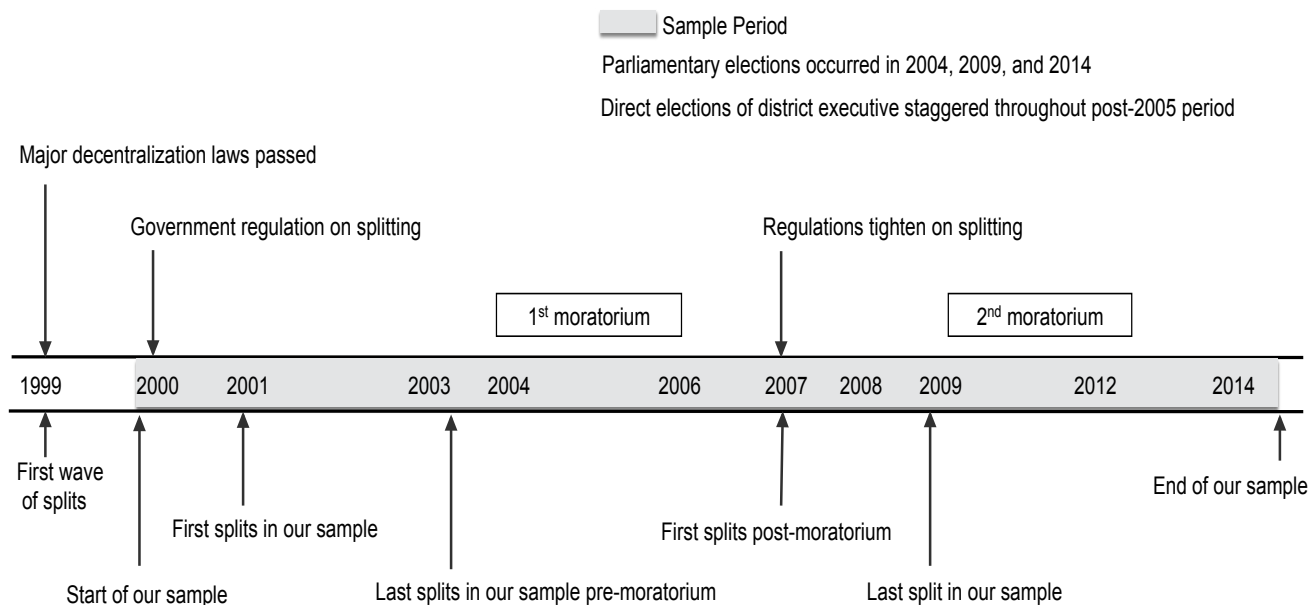 Sample Period
Parliamentary elections occurred in 2004, 2009, and 2014
Direct elections of district executive staggered throughout post-2005 period
Major decentralization laws passed
Government regulation on splitting
Regulations tighten on splitting
1st moratorium
2nd moratorium
1999 2000 2001 2003 2004 2006 2007 2008 2009 2012 2014
First wave
of splits
End of our sample
First splits in our sample
First splits post-moratorium
Start of our sample
Last splits in our sample pre-moratorium
Last split in our sample